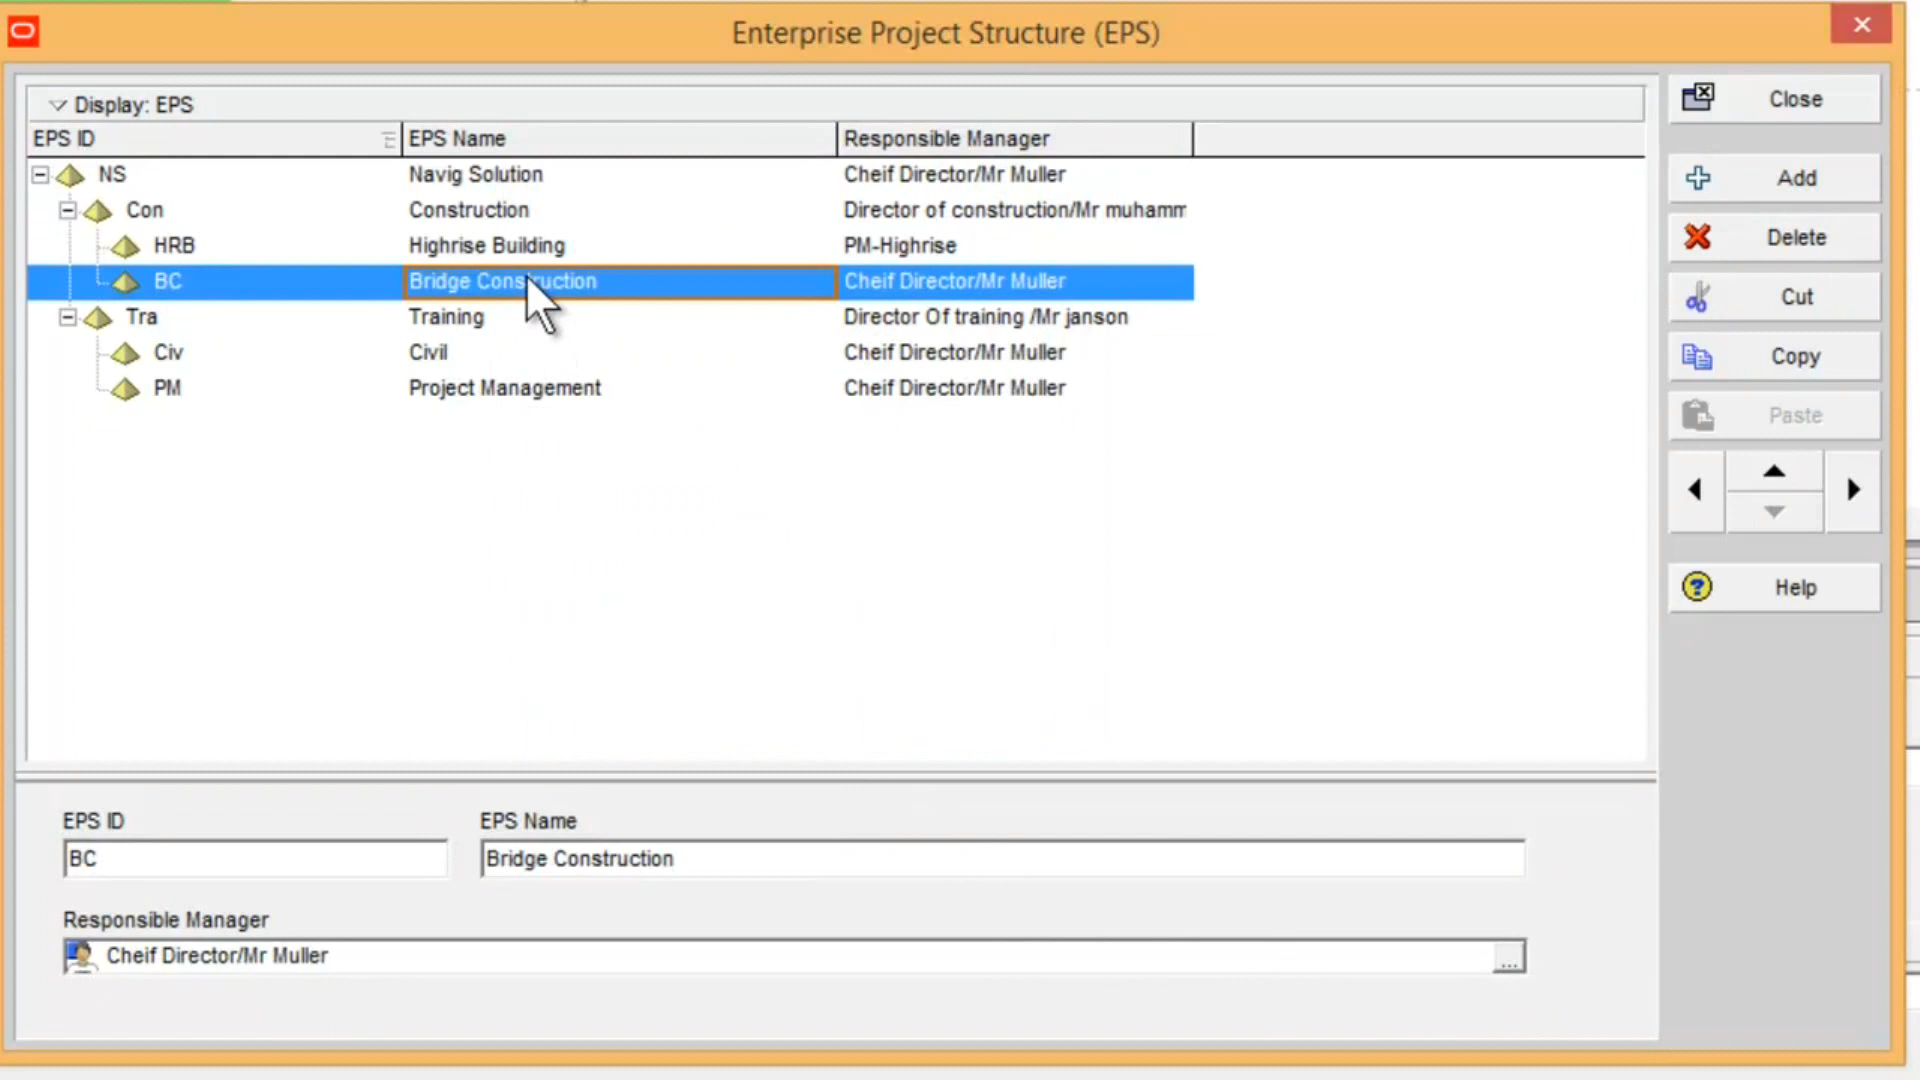 Enterprise Project Structure (EPS)
Display: EPS
EPS ID EPS Name Responsible Manager
NS Navig Solution Cheif Director/Mr Muller
Con Construction Director of construction/Mr muhamm
HRB Highrise Building PM-Highrise
BC Bridge Construction Cheif Director/Mr Muller
Tra Training Director Of training /Mr janson
Civ Civil Cheif Director/Mr Muller
PM Project Management Cheif Director/Mr Muller
Close
Add
Delete
Cut
Copy
Paste
Help
EPS ID EPS Name
BC Bridge Construction
Responsible Manager
Cheif Director/Mr Muller ...